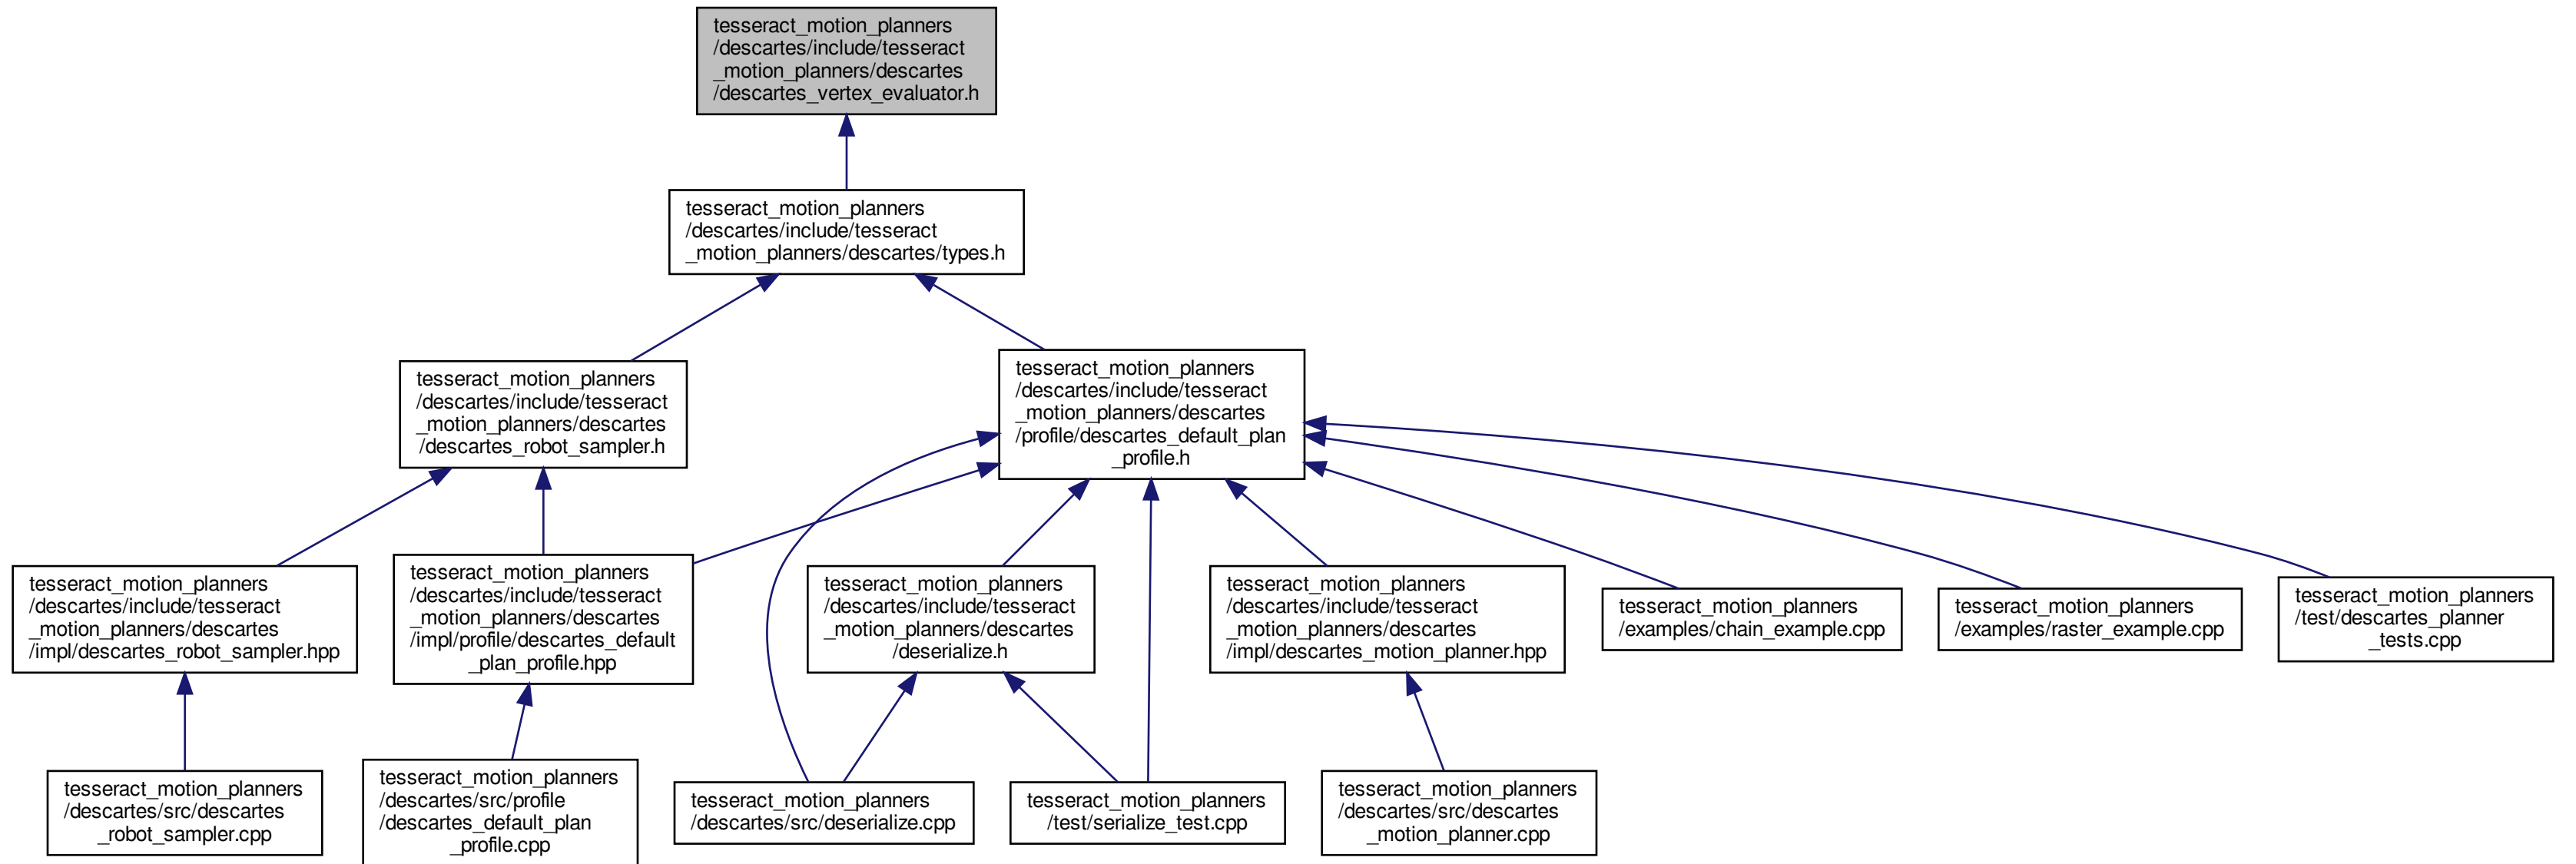 tesseract_motion_planners
/descartes/include/tesseract
_motion_planners/descartes
/descartes_vertex_evaluator.h
tesseract_motion_planners
/descartes/include/tesseract
_motion_planners/descartes/types.h
tesseract_motion_planners
/descartes/include/tesseract
_motion_planners/descartes
/descartes_robot_sampler.h
tesseract_motion_planners
/descartes/include/tesseract
_motion_planners/descartes
/profile/descartes_default_plan
_profile.h
tesseract_motion_planners
/descartes/include/tesseract
_motion_planners/descartes
/impl/descartes_robot_sampler.hpp
tesseract_motion_planners
/descartes/include/tesseract
_motion_planners/descartes
/impl/profile/descartes_default
_plan_profile.hpp
tesseract_motion_planners
/descartes/include/tesseract
_motion_planners/descartes
/deserialize.h
tesseract_motion_planners
/descartes/include/tesseract
_motion_planners/descartes
/impl/descartes_motion_planner.hpp
tesseract_motion_planners
/examples/chain_example.cpp
tesseract_motion_planners
/examples/raster_example.cpp
tesseract_motion_planners
/test/descartes_planner
_tests.cpp
tesseract_motion_planners
/descartes/src/descartes
_robot_sampler.cpp
tesseract_motion_planners
/descartes/src/profile
/descartes_default_plan
_profile.cpp
tesseract_motion_planners
/descartes/src/deserialize.cpp
tesseract_motion_planners
/test/serialize_test.cpp
tesseract_motion_planners
/descartes/src/descartes
_motion_planner.cpp